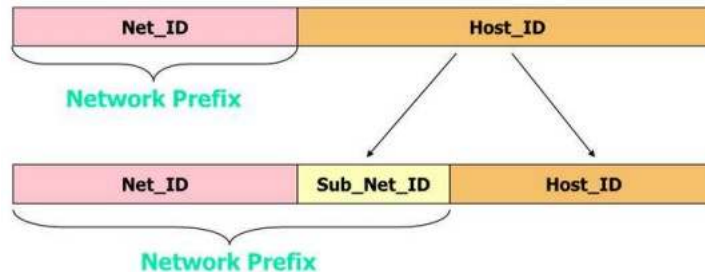 Net_ID Host_ID
Network Prefix
Net_ID Sub_Net_ID Host_ID
Network Prefix